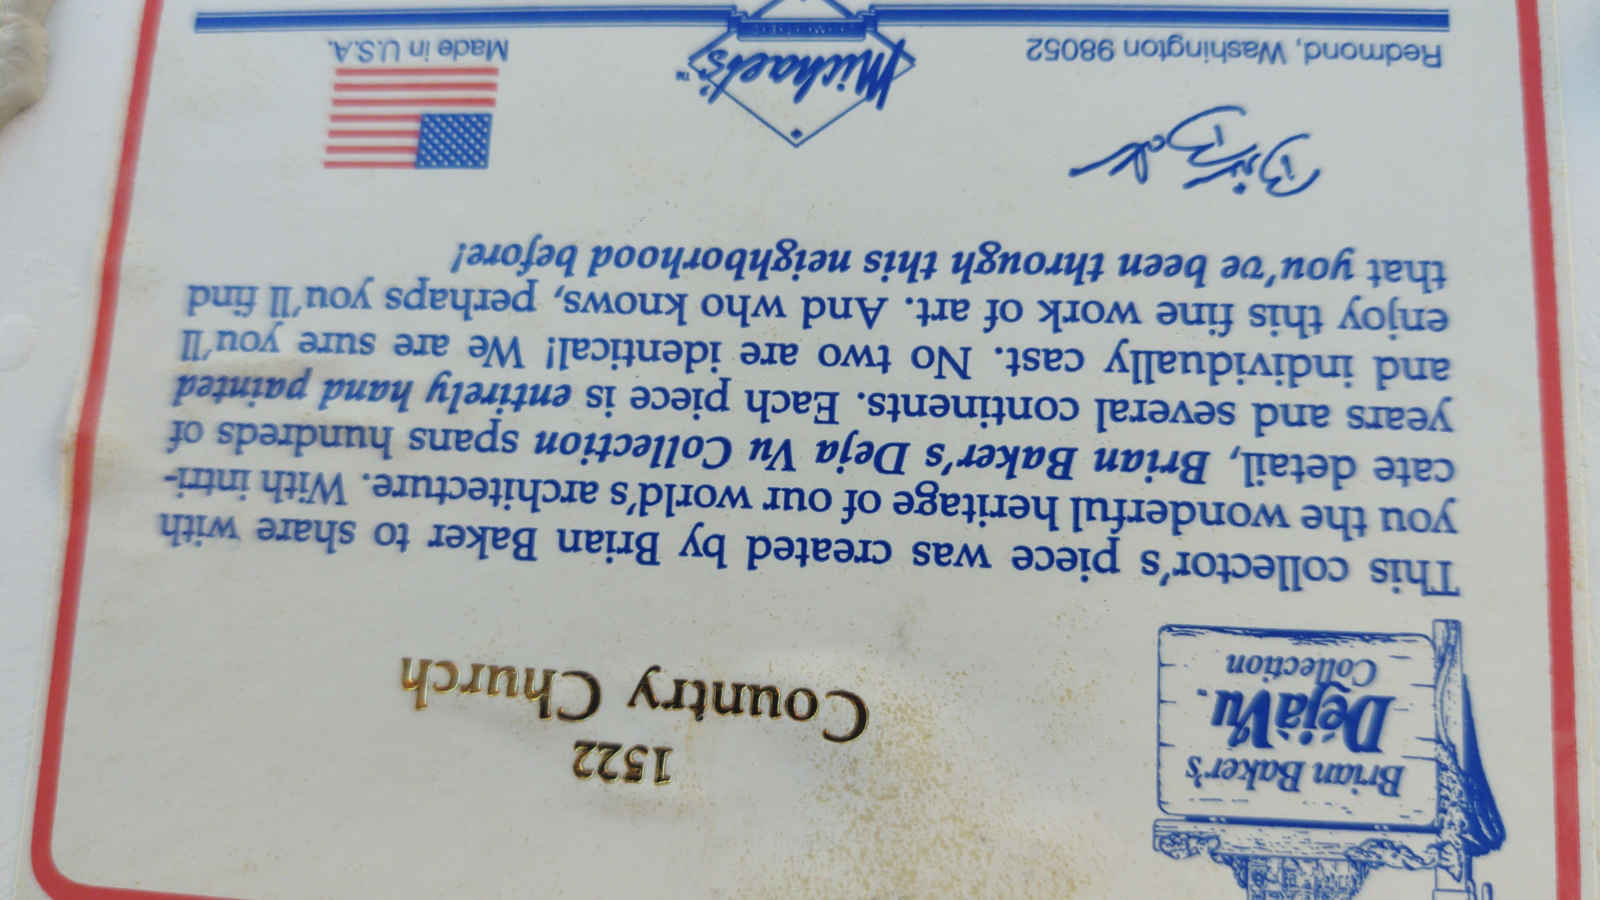 Brian Baker's
DéjàVu.
Collection
1522
Country Church
This collector's piece was created by Brian Baker to share with
you the wonderful heritage of our world's architecture. With intri-
cate detail, Brian Baker's Deja Vu Collection spans hundreds of
years and several continents. Each piece is entirely hand painted
and individually cast. No two are identical! We are sure you'll
enjoy this fine work of art. And who knows, perhaps you'll find
that you've been through this neighborhood before!
Redmond, Washington 98052
Michael's™
Made in U.S.A.